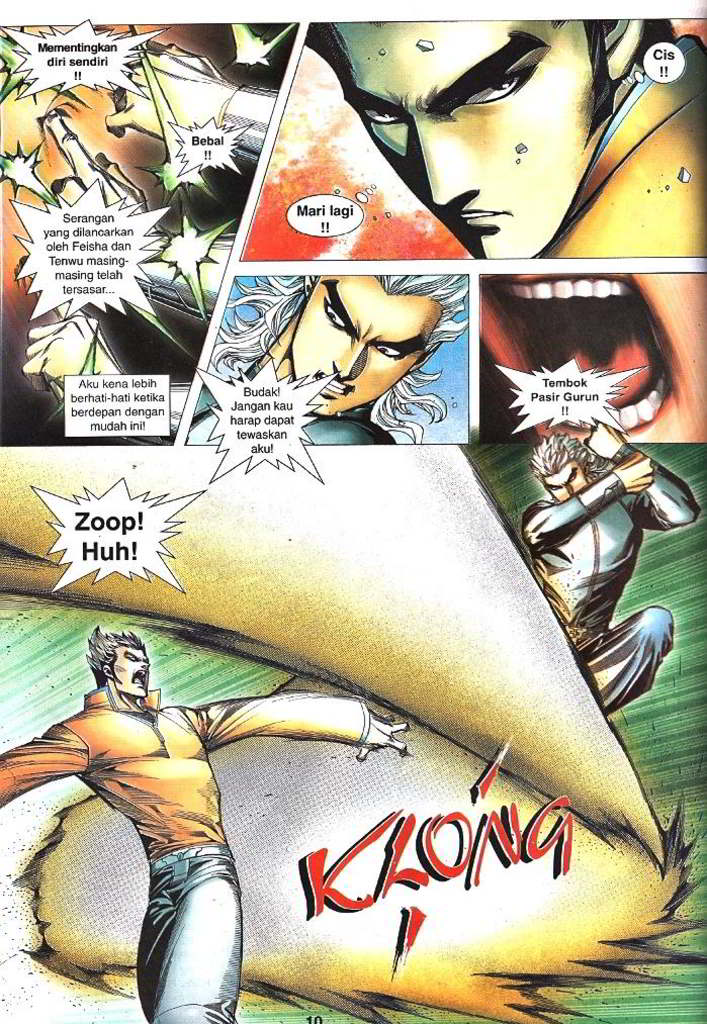 Mementingkan
diri sendiri
!!
Bebal
!!
Serangan
yang dilancarkan
oleh Feisha dan
Tenwu masing-
masing telah
tersasar...
Aku kena lebih
berhati-hati ketika
berdepan dengan
mudah ini!
Cis
!!
Mari lagi
!!
Budak!
Jangan kau
harap dapat
tewaskan
aku!
Tembok
Pasir Gurun
!!
Zoop!
Huh!
KLONG!
10